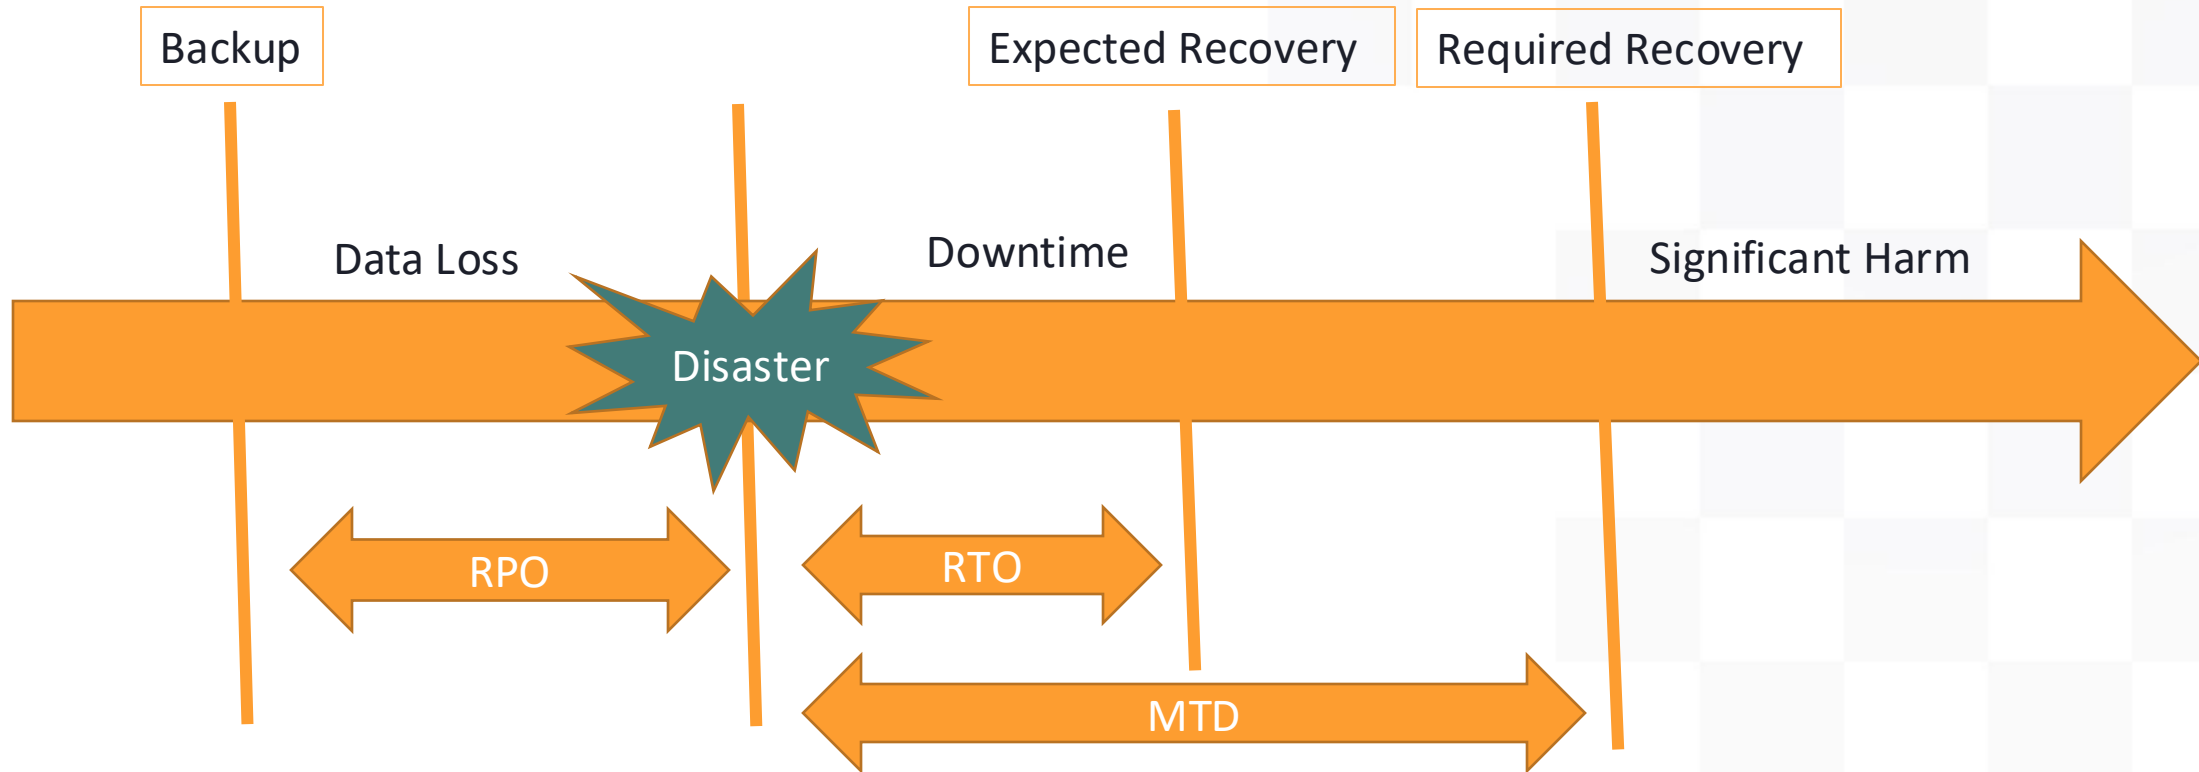 Backup
Expected Recovery
Required Recovery
Data Loss
Downtime
Significant Harm
Disaster
RPO
RTO
MTD